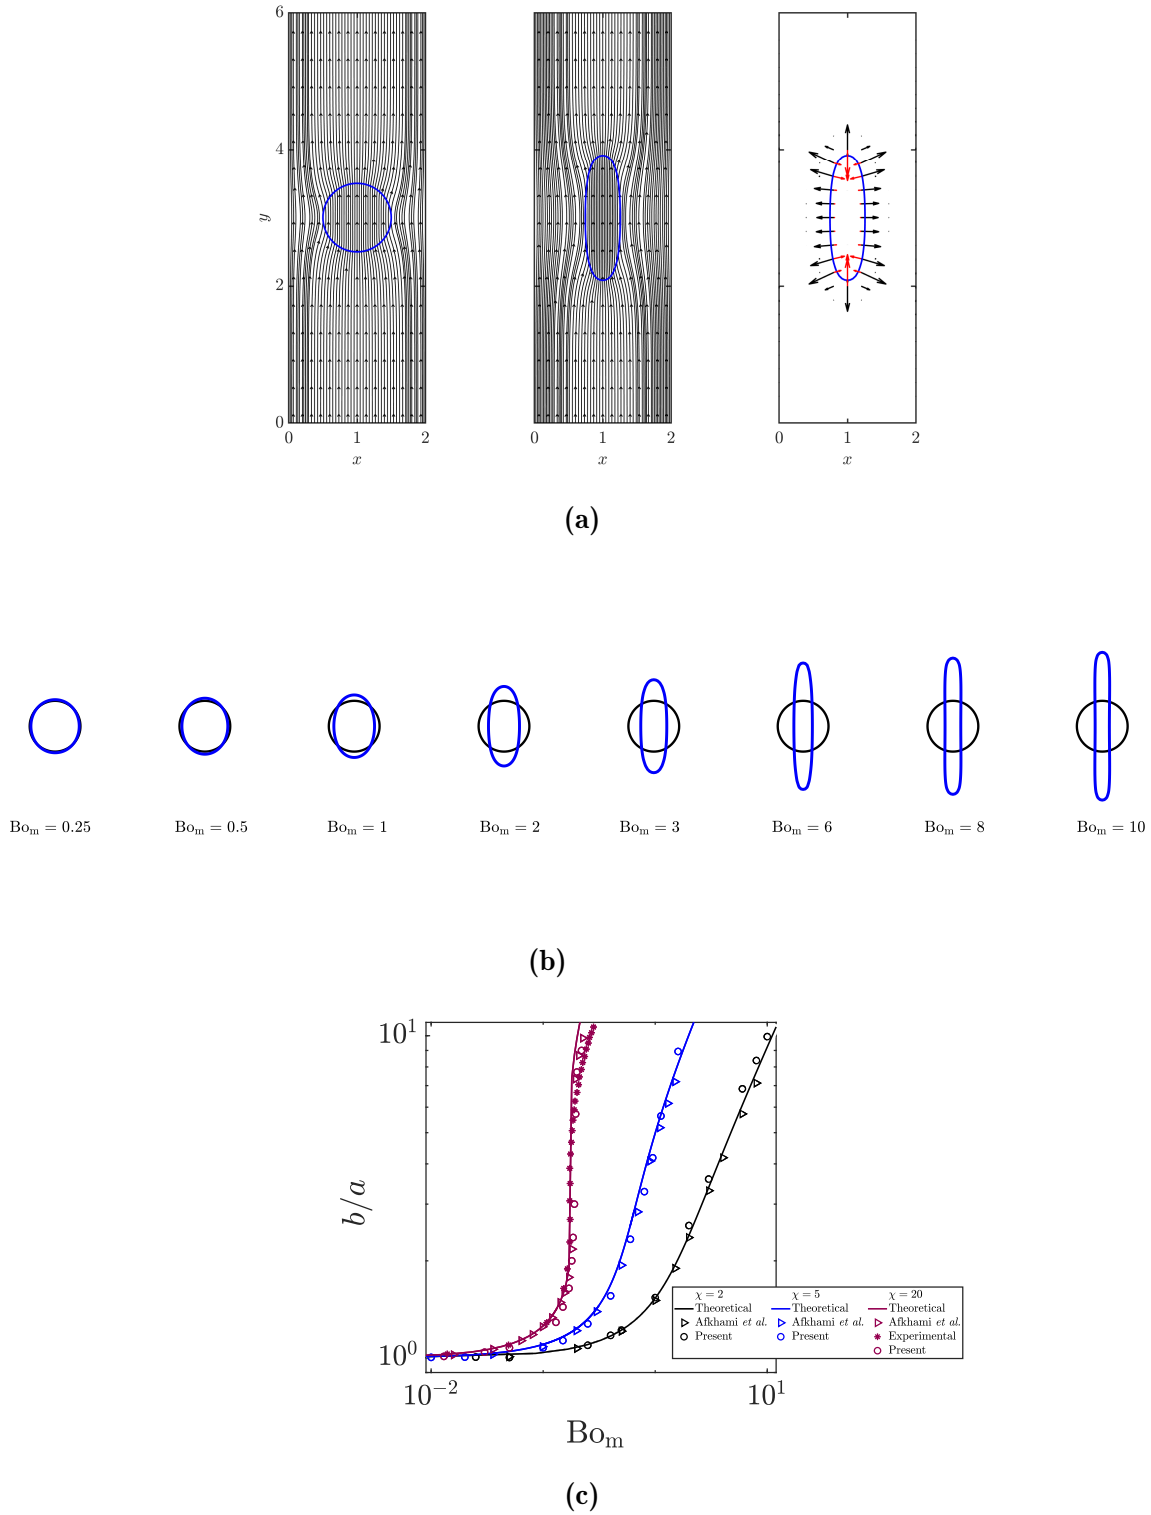 6
4
2
0
y
0 1 2
x
0 1 2
x
0 1 2
x
(a)
Bo_m = 0.25
Bo_m = 0.5
Bo_m = 1
Bo_m = 2
Bo_m = 3
Bo_m = 6
Bo_m = 8
Bo_m = 10
(b)
10^1
b/a
10^0
χ = 2 χ = 5 χ = 20
Theoretical Theoretical Theoretical
Afkhami et al. Afkhami et al. Afkhami et al.
Present Present Experimental
Present
10^−2 10^1
Bo_m
(c)